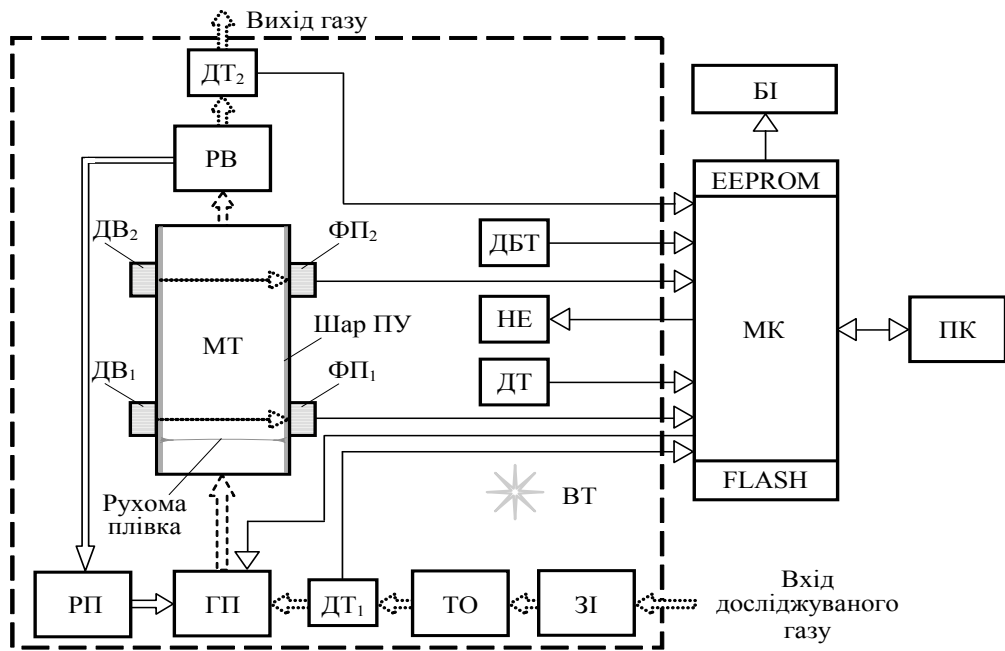 Вихід газу
ДТ₂
БІ
РВ
EEPROM
ДВ₂
ФП₂
ДБТ
Шар ПУ
НЕ
МК
ПК
МТ
ДВ₁
ФП₁
ДТ
FLASH
ВТ
Рухома
плівка
РП
ГП
ДТ₁
ТО
ЗІ
Вхід
досліджуваного
газу